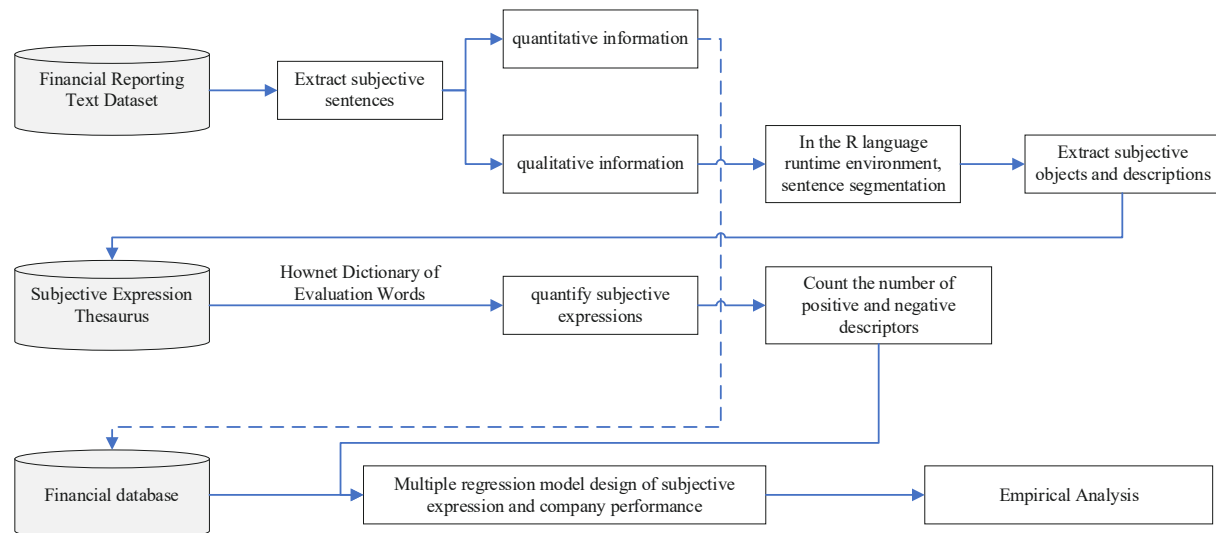 quantitative information
Financial Reporting
Text Dataset
Extract subjective
sentences
qualitative information
In the R language
runtime environment,
sentence segmentation
Extract subjective
objects and descriptions
Subjective Expression
Thesaurus
Hownet Dictionary of
Evaluation Words
quantify subjective
expressions
Count the number of
positive and negative
descriptors
Financial database
Multiple regression model design of subjective
expression and company performance
Empirical Analysis